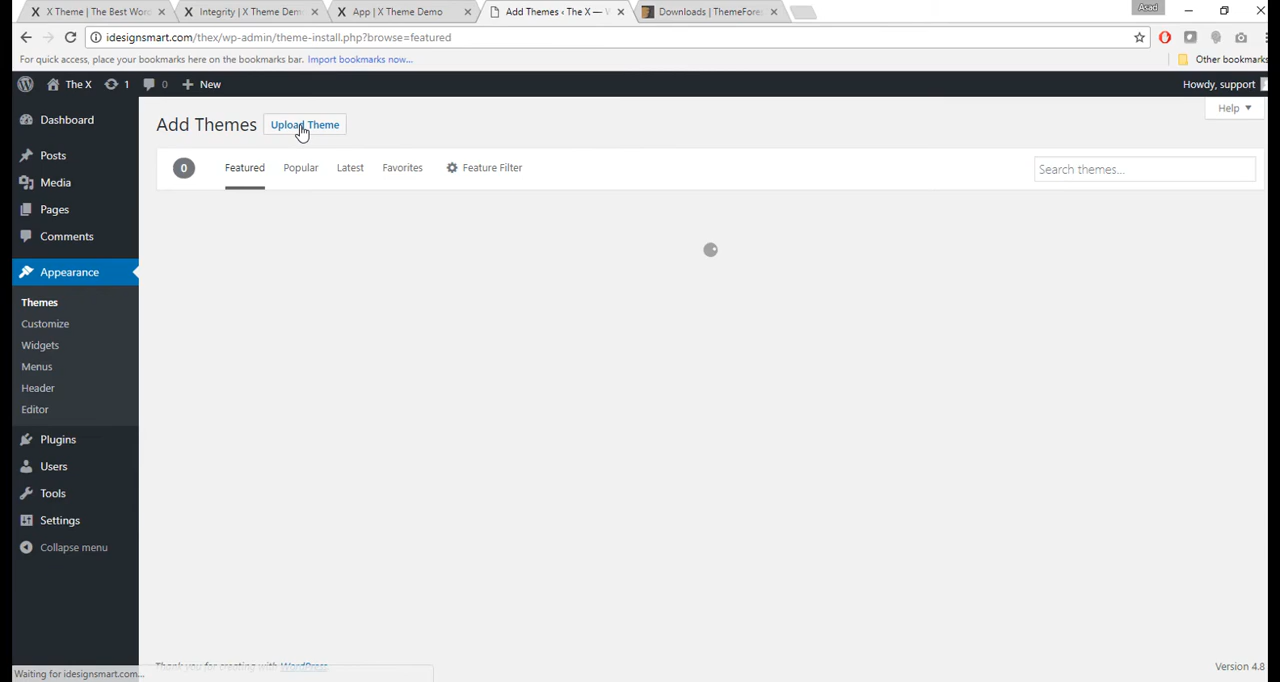 X Theme | The Best Word
Integrity | X Theme Dem
App | X Theme Demo
Add Themes ‹ The X — W
Downloads | ThemeFores
Asad
idesignsmart.com/thex/wp-admin/theme-install.php?browse=featured
For quick access, place your bookmarks here on the bookmarks bar. Import bookmarks now...
Other bookmarks
The X 1 0 + New
Howdy, support
Help
Dashboard
Posts
Media
Pages
Comments
Appearance
Themes
Customize
Widgets
Menus
Header
Editor
Plugins
Users
Tools
Settings
Collapse menu
Add Themes Upload Theme
0 Featured Popular Latest Favorites Feature Filter
Search themes...
Thank you for creating with WordPress.
Version 4.8
Waiting for idesignsmart.com...